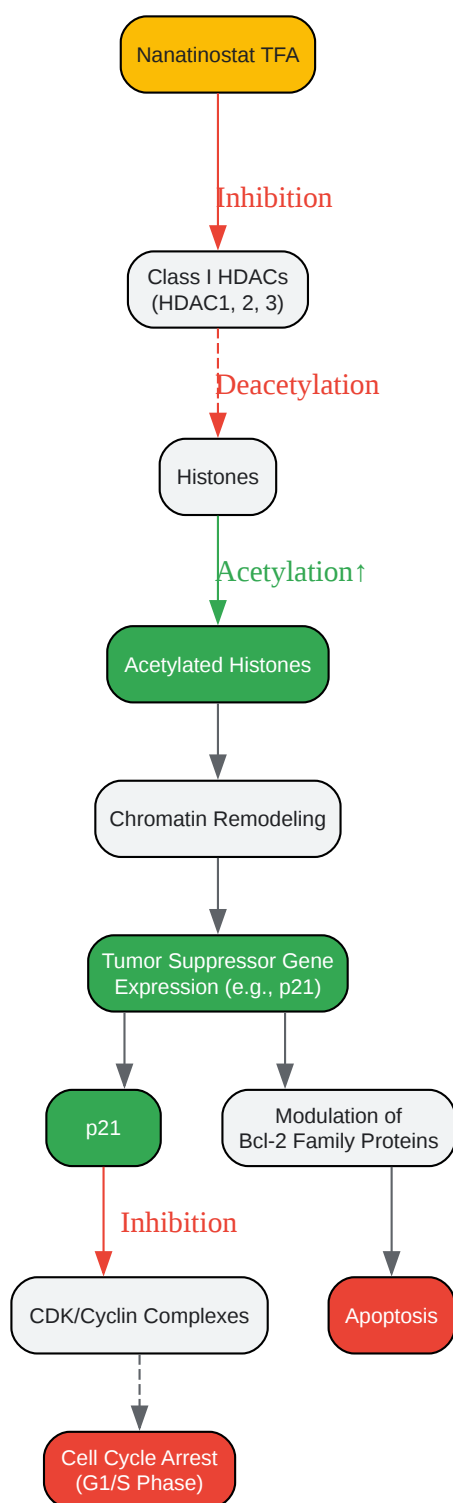 Nanatinostat TFA
Inhibition
Class I HDACs
(HDAC1, 2, 3)
Deacetylation
Histones
Acetylation↑
Acetylated Histones
Chromatin Remodeling
Tumor Suppressor Gene
Expression (e.g., p21)
p21
Modulation of
Bcl-2 Family Proteins
Inhibition
CDK/Cyclin Complexes
Apoptosis
Cell Cycle Arrest
(G1/S Phase)